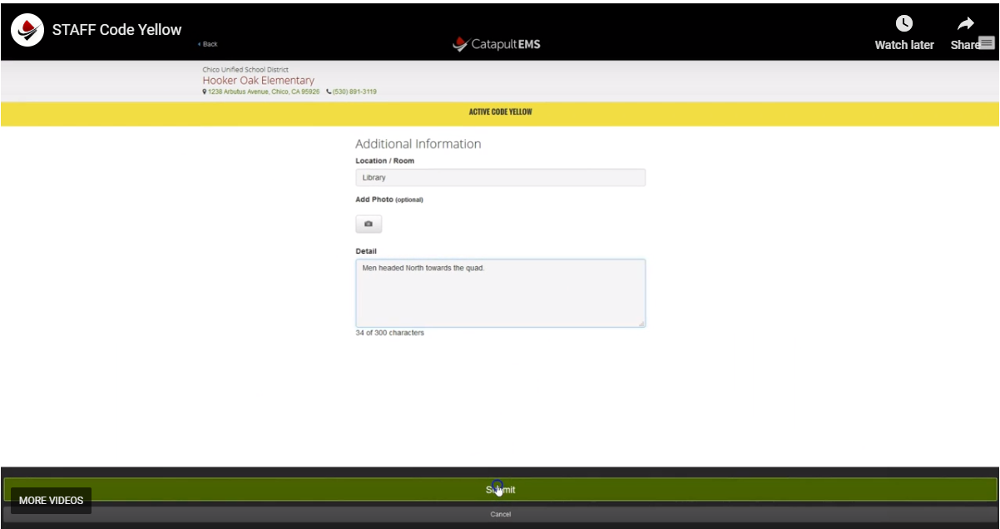 STAFF Code Yellow
‹ Back
CatapultEMS
Watch later
Share
Chico Unified School District
Hooker Oak Elementary
1238 Arbutus Avenue, Chico, CA 95926 (530) 891-3119
ACTIVE CODE YELLOW
Additional Information
Location / Room
Library
Add Photo (optional)
Detail
Men headed North towards the quad.
34 of 300 characters
Submit
MORE VIDEOS
Cancel